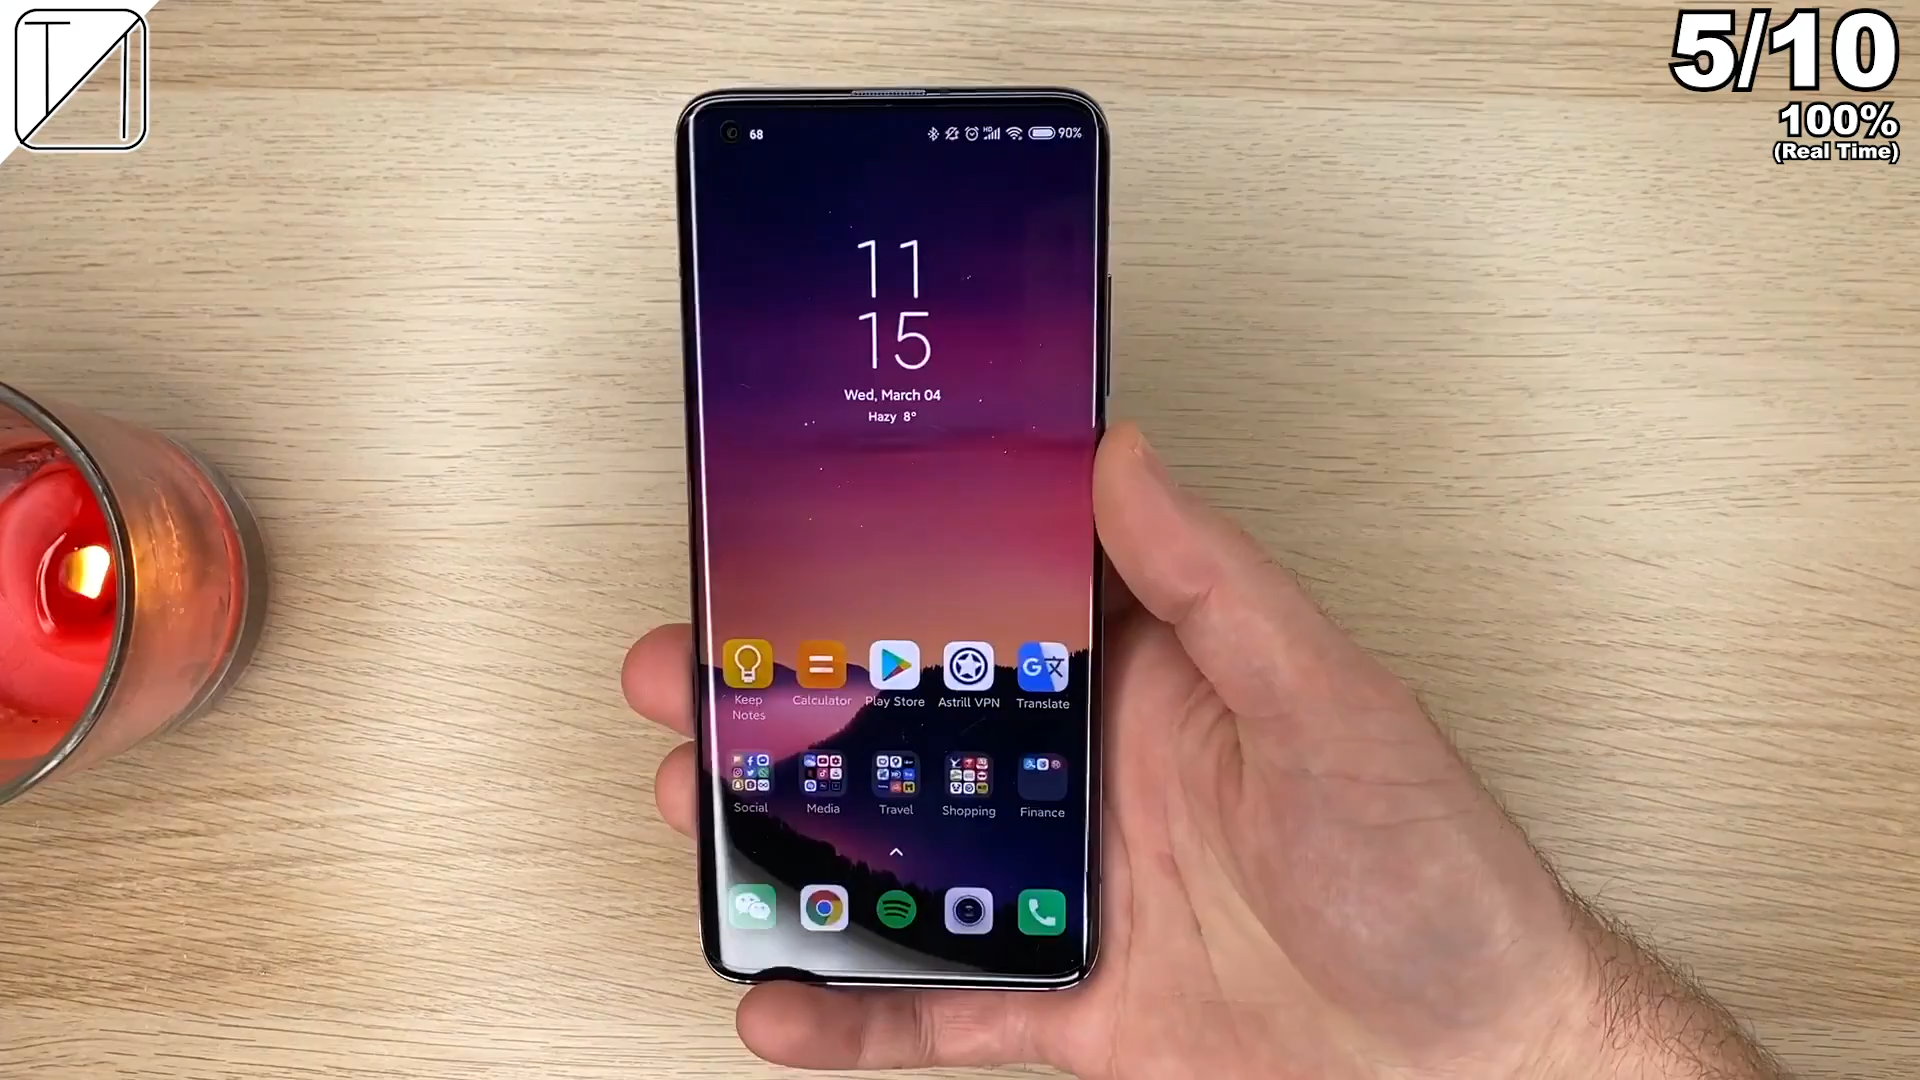 5/10
100%
(Real Time)
68
90%
11
15
Wed, March 04
Hazy 8°
Keep Notes
Calculator
Play Store
Astrill VPN
Translate
Social
Media
Travel
Shopping
Finance